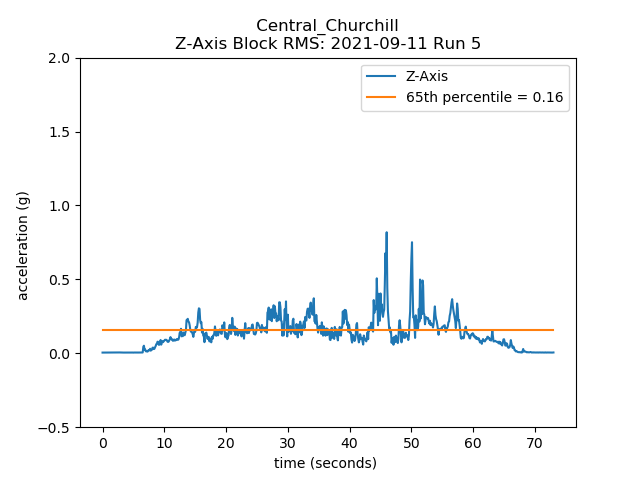 Central_Churchill
Z-Axis Block RMS: 2021-09-11 Run 5
Z-Axis
65th percentile = 0.16
acceleration (g)
2.0
1.5
1.0
0.5
0.0
−0.5
0 10 20 30 40 50 60 70
time (seconds)